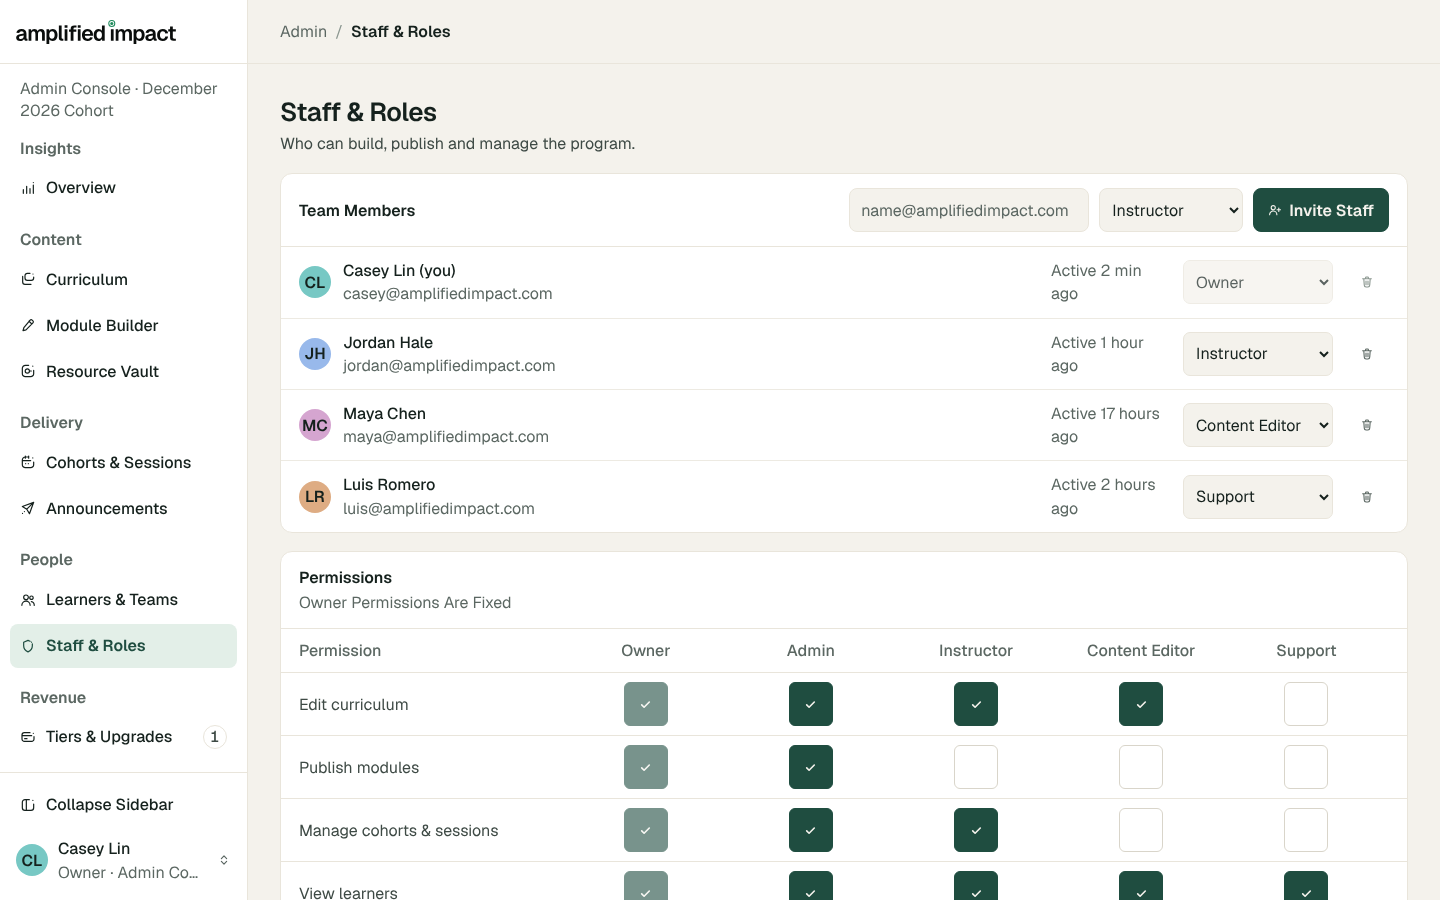 amplified impact
Admin / Staff & Roles
Admin Console · December
2026 Cohort
Insights
Overview
Content
Curriculum
Module Builder
Resource Vault
Delivery
Cohorts & Sessions
Announcements
People
Learners & Teams
Staff & Roles
Revenue
Tiers & Upgrades 1
Collapse Sidebar
CL
Casey Lin
Owner · Admin Co...
Staff & Roles
Who can build, publish and manage the program.
Team Members
name@amplifiedimpact.com
Instructor
Invite Staff
CL
Casey Lin (you)
casey@amplifiedimpact.com
Active 2 min
ago
Owner
JH
Jordan Hale
jordan@amplifiedimpact.com
Active 1 hour
ago
Instructor
MC
Maya Chen
maya@amplifiedimpact.com
Active 17 hours
ago
Content Editor
LR
Luis Romero
luis@amplifiedimpact.com
Active 2 hours
ago
Support
Permissions
Owner Permissions Are Fixed
Permission Owner Admin Instructor Content Editor Support
Edit curriculum
Publish modules
Manage cohorts & sessions
View learners